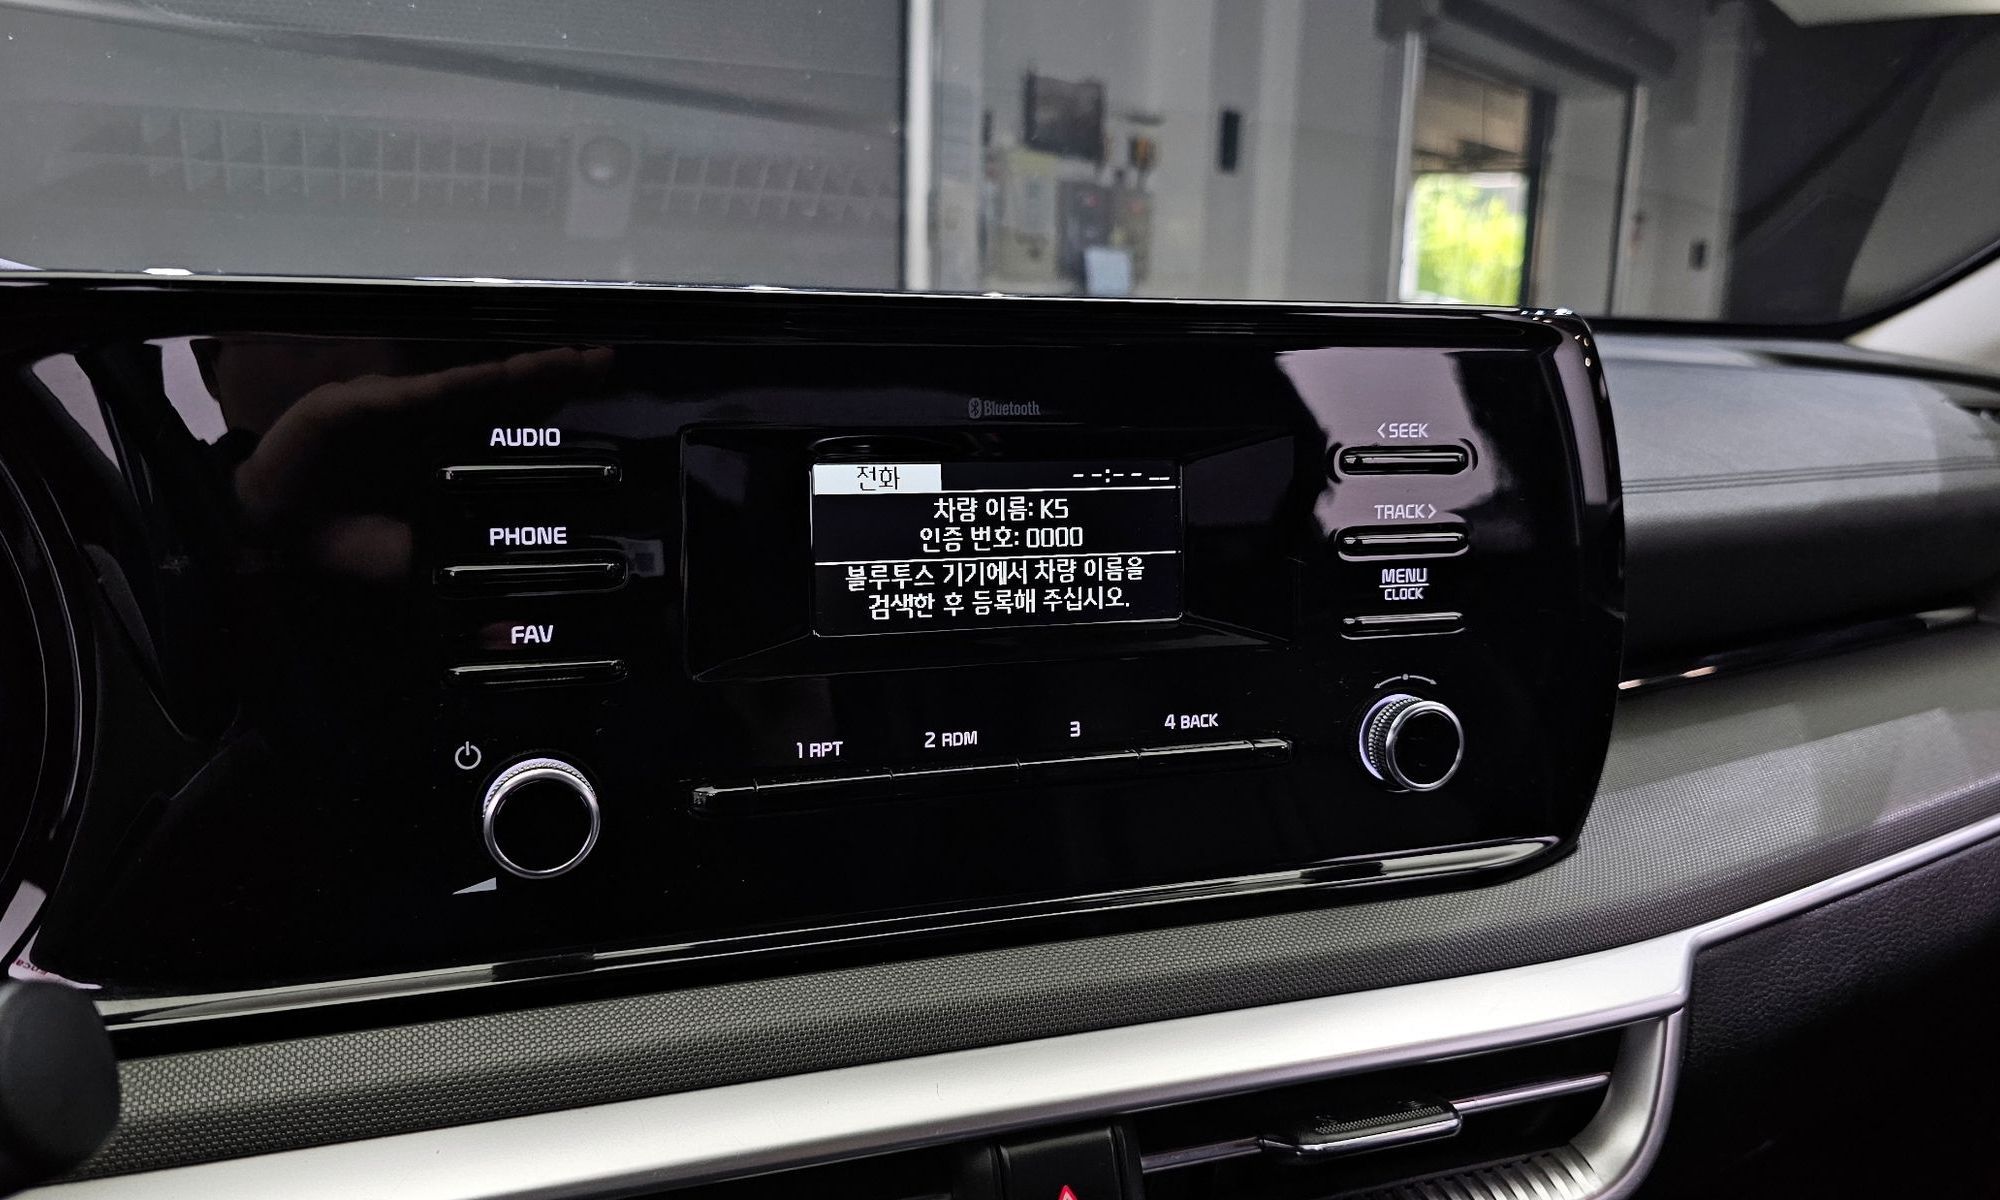 Bluetooth
AUDIO
PHONE
FAV
전화 --:-- --
차량 이름: K5
인증 번호: 0000
블루투스 기기에서 차량 이름을
검색한 후 등록해 주십시오.
< SEEK
TRACK >
MENU
CLOCK
1 RPT
2 RDM
3
4 BACK